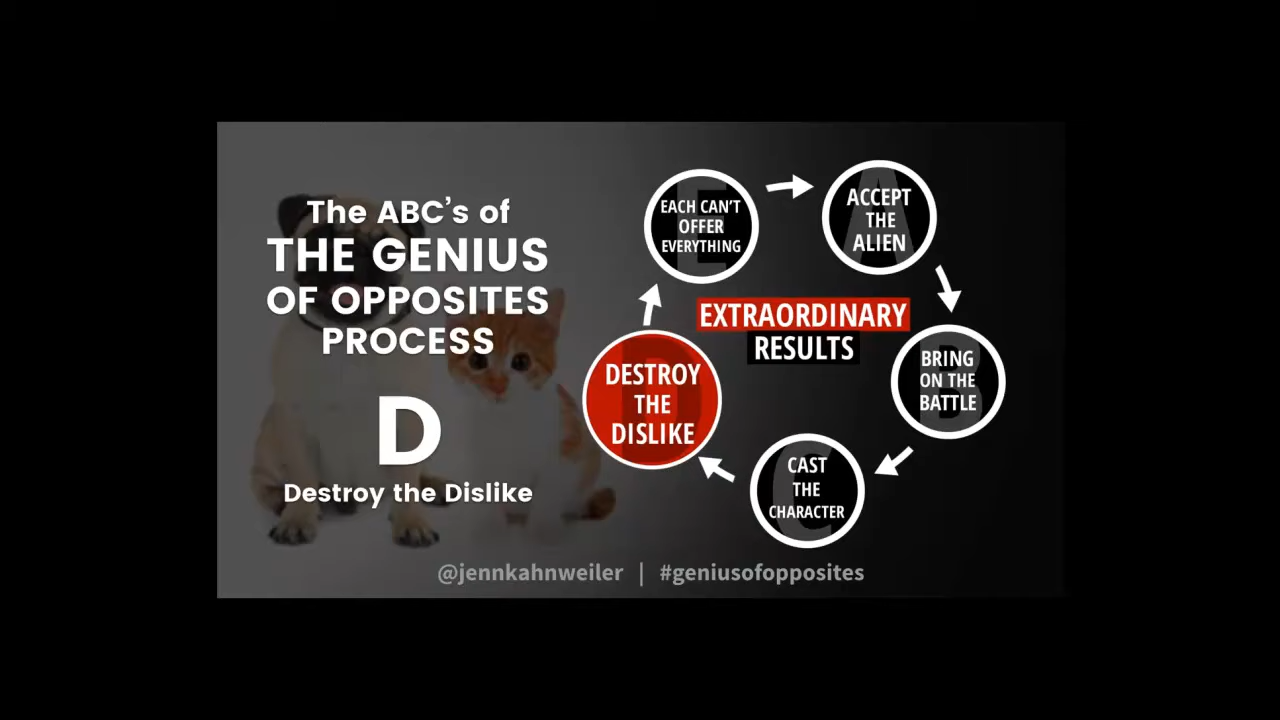 The ABC's of
THE GENIUS
OF OPPOSITES
PROCESS
D
Destroy the Dislike
E
EACH CAN'T
OFFER
EVERYTHING
A
ACCEPT
THE
ALIEN
EXTRAORDINARY
RESULTS
B
BRING
ON THE
BATTLE
C
CAST
THE
CHARACTER
D
DESTROY
THE
DISLIKE
@jennkahnweiler | #geniusofopposites